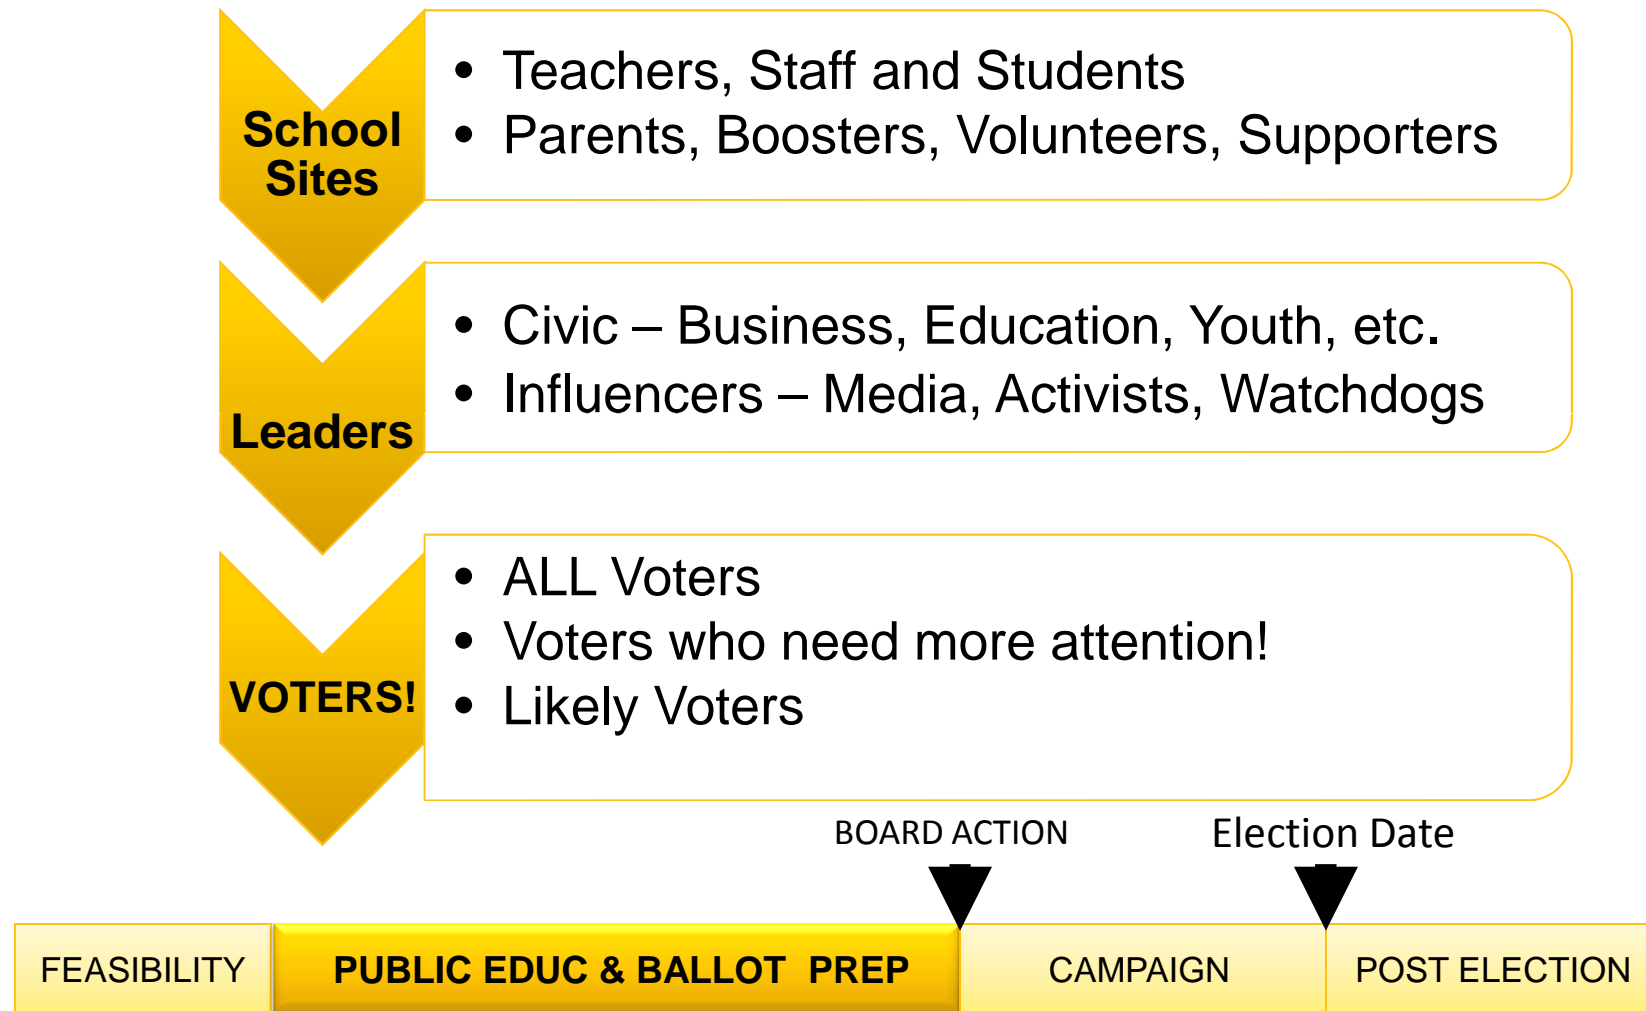 School
Sites
• Teachers, Staff and Students
• Parents, Boosters, Volunteers, Supporters
Leaders
• Civic – Business, Education, Youth, etc.
• Influencers – Media, Activists, Watchdogs
VOTERS!
• ALL Voters
• Voters who need more attention!
• Likely Voters
BOARD ACTION
Election Date
FEASIBILITY
PUBLIC EDUC & BALLOT PREP
CAMPAIGN
POST ELECTION